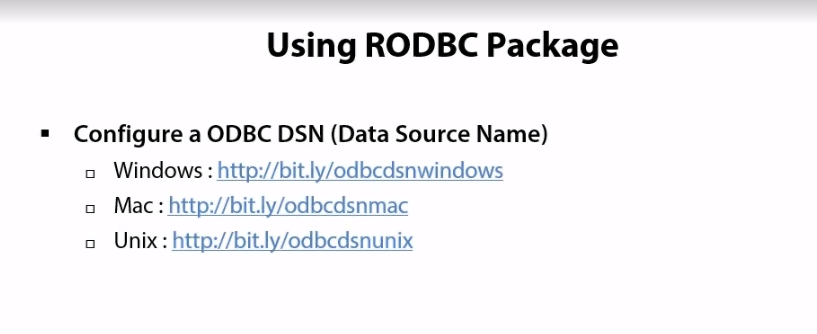 Using RODBC Package
▪ Configure a ODBC DSN (Data Source Name)
▫ Windows : http://bit.ly/odbcdsnwindows
▫ Mac : http://bit.ly/odbcdsnmac
▫ Unix : http://bit.ly/odbcdsnunix